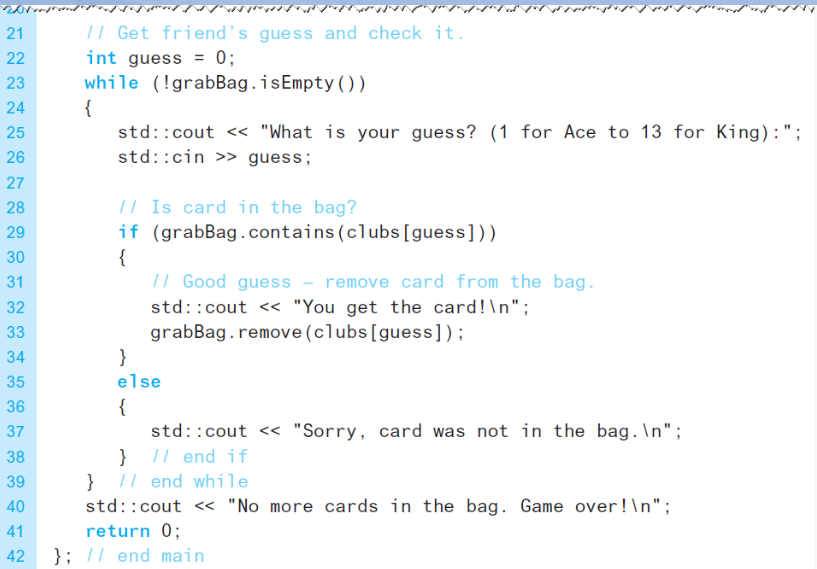 21 // Get friend's guess and check it.
22 int guess = 0;
23 while (!grabBag.isEmpty())
24 {
25 std::cout << "What is your guess? (1 for Ace to 13 for King):";
26 std::cin >> guess;
27
28 // Is card in the bag?
29 if (grabBag.contains(clubs[guess]))
30 {
31 // Good guess – remove card from the bag.
32 std::cout << "You get the card!\n";
33 grabBag.remove(clubs[guess]);
34 }
35 else
36 {
37 std::cout << "Sorry, card was not in the bag.\n";
38 } // end if
39 } // end while
40 std::cout << "No more cards in the bag. Game over!\n";
41 return 0;
42 }; // end main